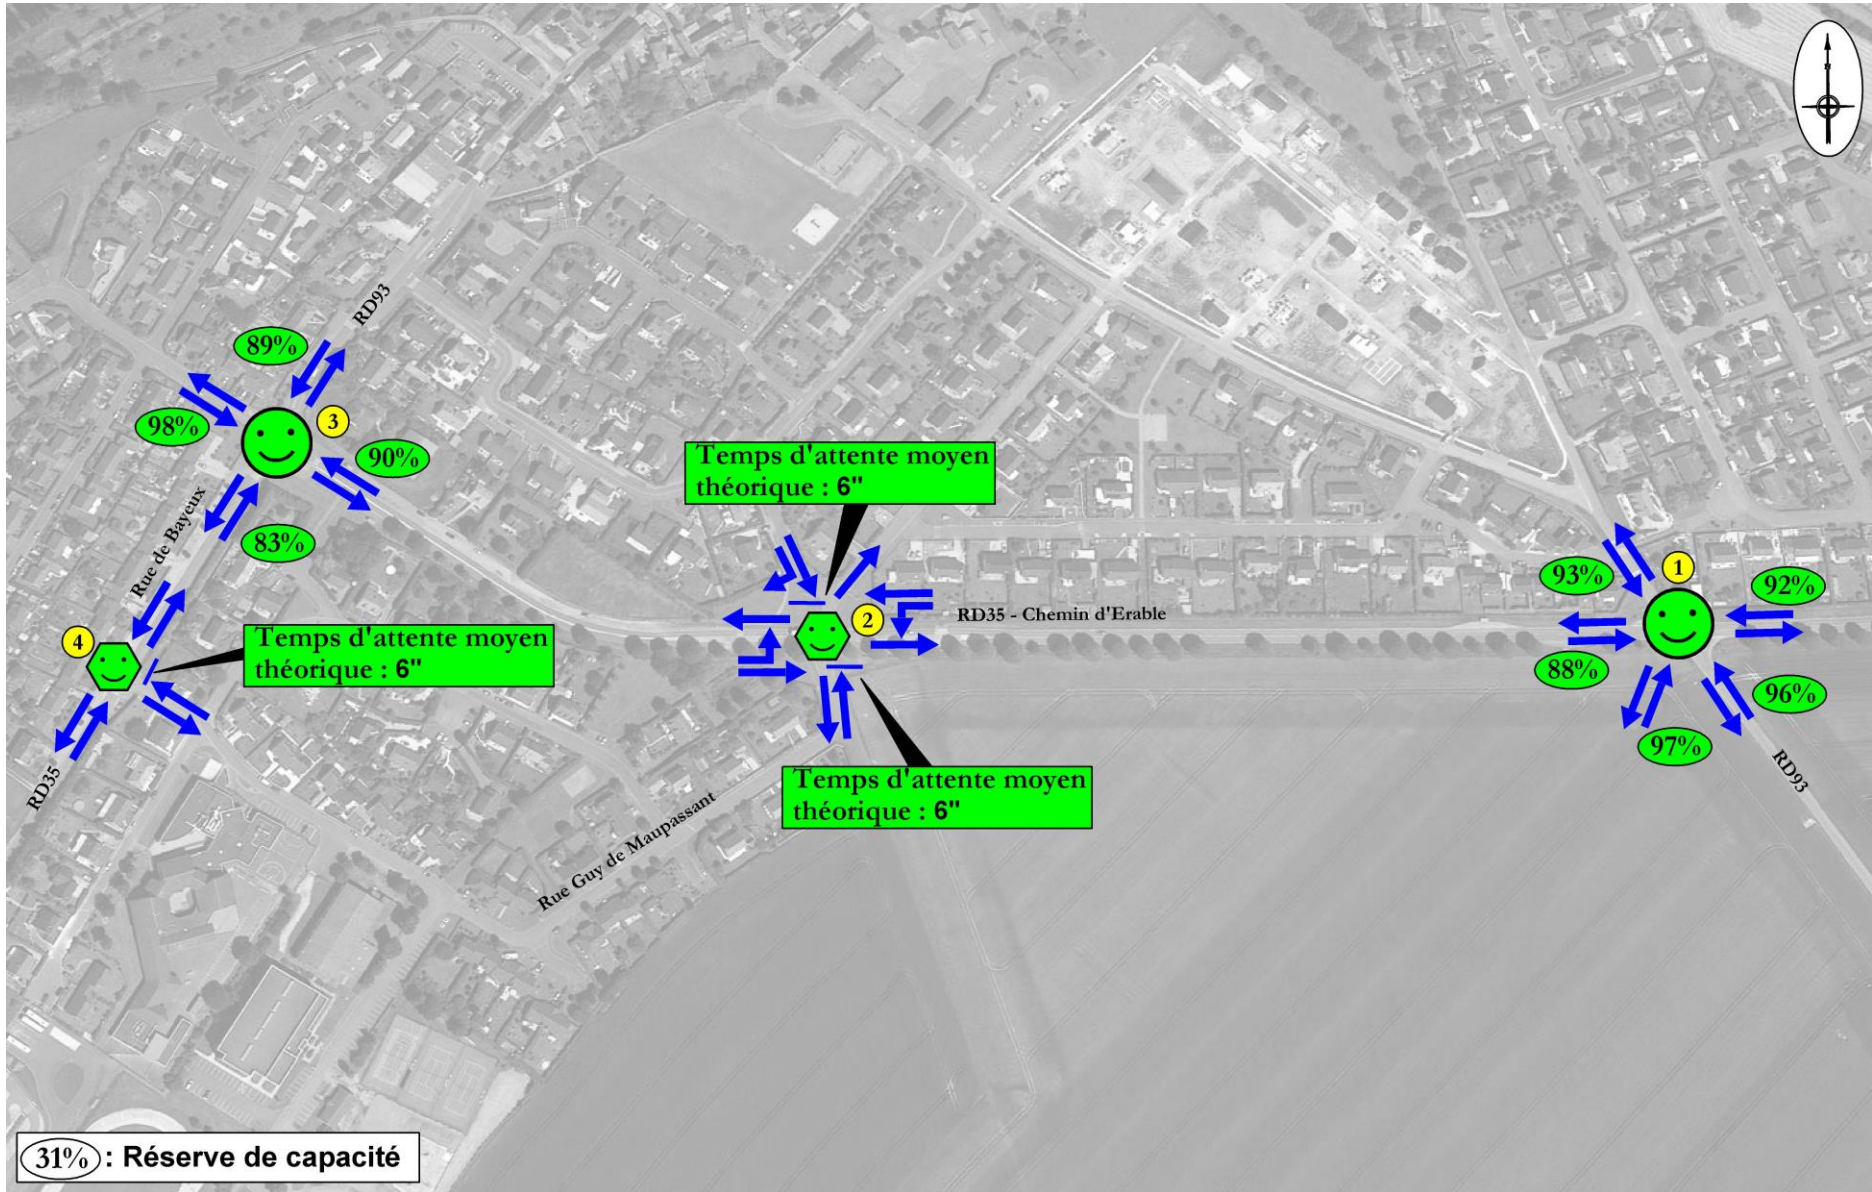 N
RD93
89%
3
98%
90%
Rue de Bayeux
83%
Temps d'attente moyen
théorique : 6"
2
RD35 - Chemin d'Erable
1
93%
92%
88%
96%
97%
RD93
4
Temps d'attente moyen
théorique : 6"
RD35
Temps d'attente moyen
théorique : 6"
Rue Guy de Maupassant
31% : Réserve de capacité